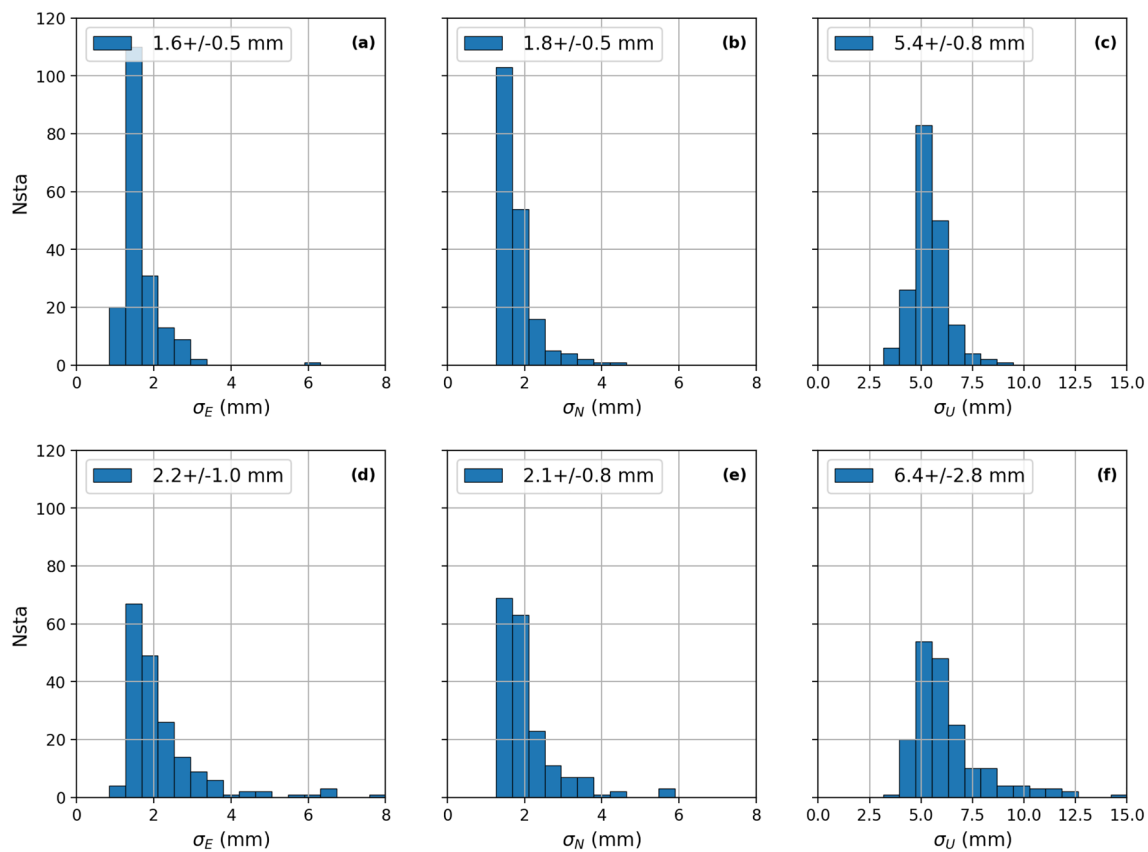 120
100
80
60
40
20
0
Nsta
1.6+/-0.5 mm
(a)
0 2 4 6 8
σE (mm)
1.8+/-0.5 mm
(b)
0 2 4 6 8
σN (mm)
5.4+/-0.8 mm
(c)
0.0 2.5 5.0 7.5 10.0 12.5 15.0
σU (mm)
120
100
80
60
40
20
0
Nsta
2.2+/-1.0 mm
(d)
0 2 4 6 8
σE (mm)
2.1+/-0.8 mm
(e)
0 2 4 6 8
σN (mm)
6.4+/-2.8 mm
(f)
0.0 2.5 5.0 7.5 10.0 12.5 15.0
σU (mm)